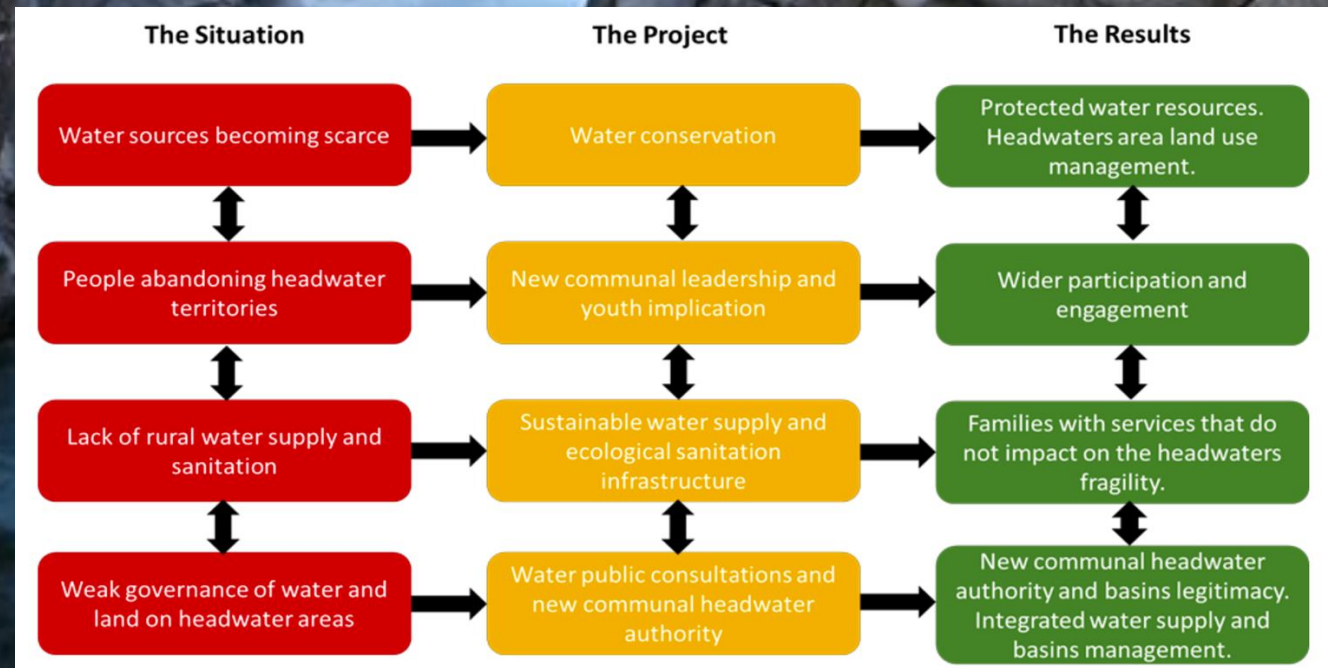 The Situation
The Project
The Results
Water sources becoming scarce
Water conservation
Protected water resources.
Headwaters area land use
management.
People abandoning headwater
territories
New communal leadership and
youth implication
Wider participation and
engagement
Lack of rural water supply and
sanitation
Sustainable water supply and
ecological sanitation
infrastructure
Families with services that do
not impact on the headwaters
fragility.
Weak governance of water and
land on headwater areas
Water public consultations and
new communal headwater
authority
New communal headwater
authority and basins legitimacy.
Integrated water supply and
basins management.